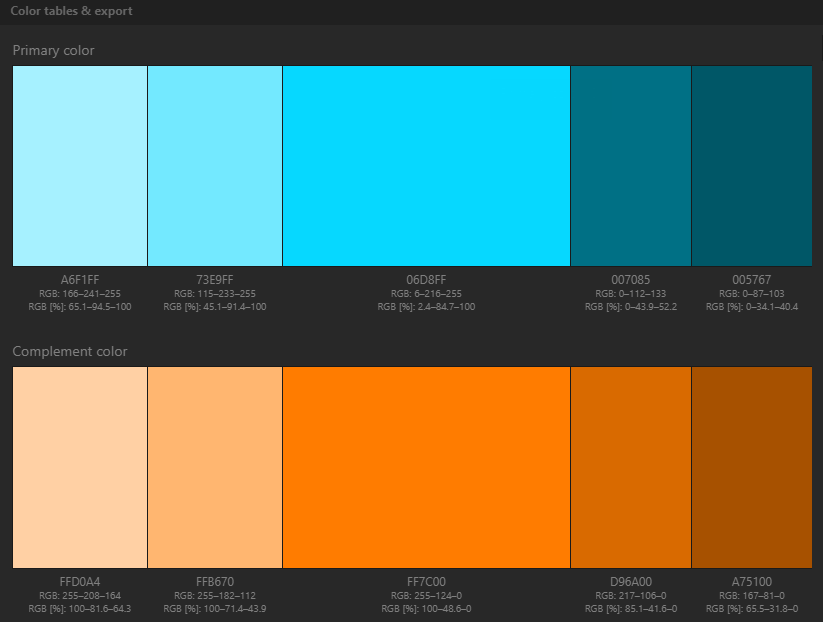 Color tables & export
Primary color
A6F1FF 73E9FF 06D8FF 007085 005767
RGB: 166–241–255 RGB: 115–233–255 RGB: 6–216–255 RGB: 0–112–133 RGB: 0–87–103
RGB [%]: 65.1–94.5–100 RGB [%]: 45.1–91.4–100 RGB [%]: 2.4–84.7–100 RGB [%]: 0–43.9–52.2 RGB [%]: 0–34.1–40.4
Complement color
FFD0A4 FFB670 FF7C00 D96A00 A75100
RGB: 255–208–164 RGB: 255–182–112 RGB: 255–124–0 RGB: 217–106–0 RGB: 167–81–0
RGB [%]: 100–81.6–64.3 RGB [%]: 100–71.4–43.9 RGB [%]: 100–48.6–0 RGB [%]: 85.1–41.6–0 RGB [%]: 65.5–31.8–0